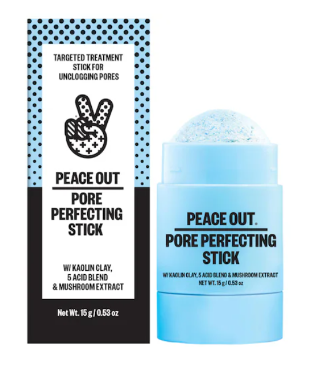 TARGETED TREATMENT
STICK FOR
UNCLOGGING PORES
PEACE OUT
PORE
PERFECTING
STICK
W/ KAOLIN CLAY,
5 ACID BLEND
& MUSHROOM EXTRACT
Net Wt. 15 g / 0.53 oz
PEACE OUT.
PORE PERFECTING
STICK
W/ KAOLIN CLAY, 5 ACID BLEND & MUSHROOM EXTRACT
NET WT. 15 g / 0.53 oz